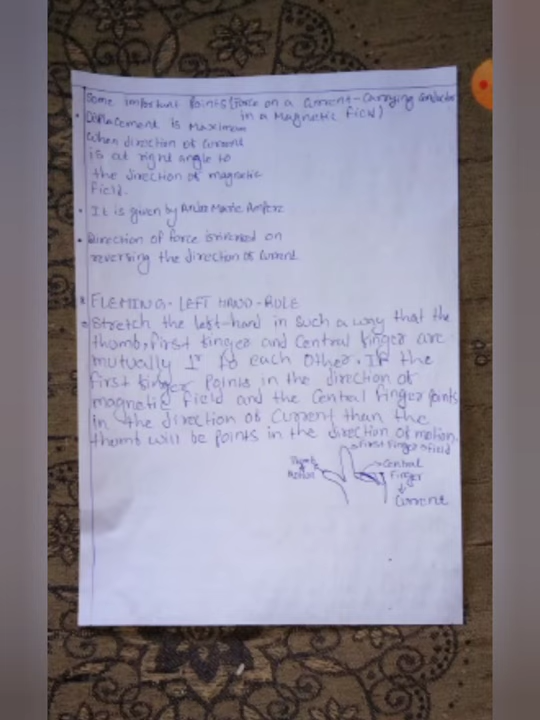 Some important Points (Force on a Current-Carrying Conductor
in a Magnetic Field)
• Displacement is Maximum
when direction of current
is at right angle to
the direction of magnetic
Field.
• It is given by Andre Marie Ampere
• Direction of force is reversed on
reversing the direction of current
* FLEMING-LEFT HAND-RULE
Stretch the left-hand in such a way that the
thumb, First finger and Central finger are
mutually 1r to each other. If the
First finger Points in the direction of
magnetic field and the Central Finger points
in the direction of Current than the
thumb will be points in the direction of motion.
First Finger → Field
Thumb
Motion
→ Central
Finger
↓
Current